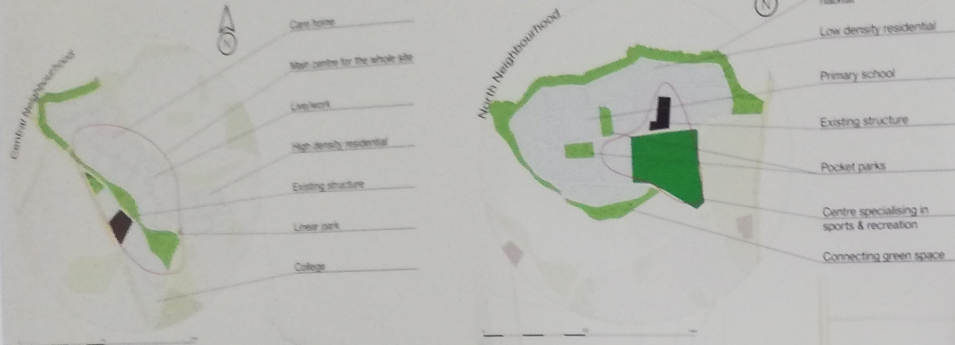 Central Neighbourhood
N
Care home
Main centre for the whole site
Live/work
High density residential
Existing structure
Linear park
College
North Neighbourhood
N
Low density residential
Primary school
Existing structure
Pocket parks
Centre specialising in
sports & recreation
Connecting green space